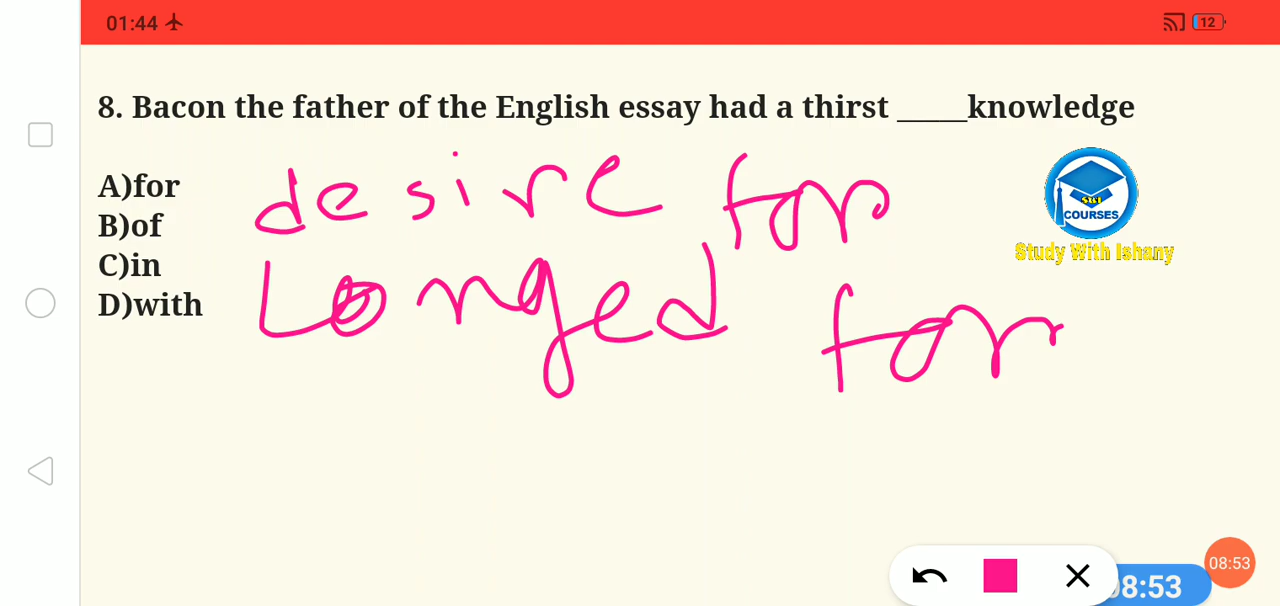 01:44
12
8. Bacon the father of the English essay had a thirst _____knowledge
A)for
B)of
C)in
D)with
desire for
Longed for
COURSES
Study With Ishany
08:53
08:53